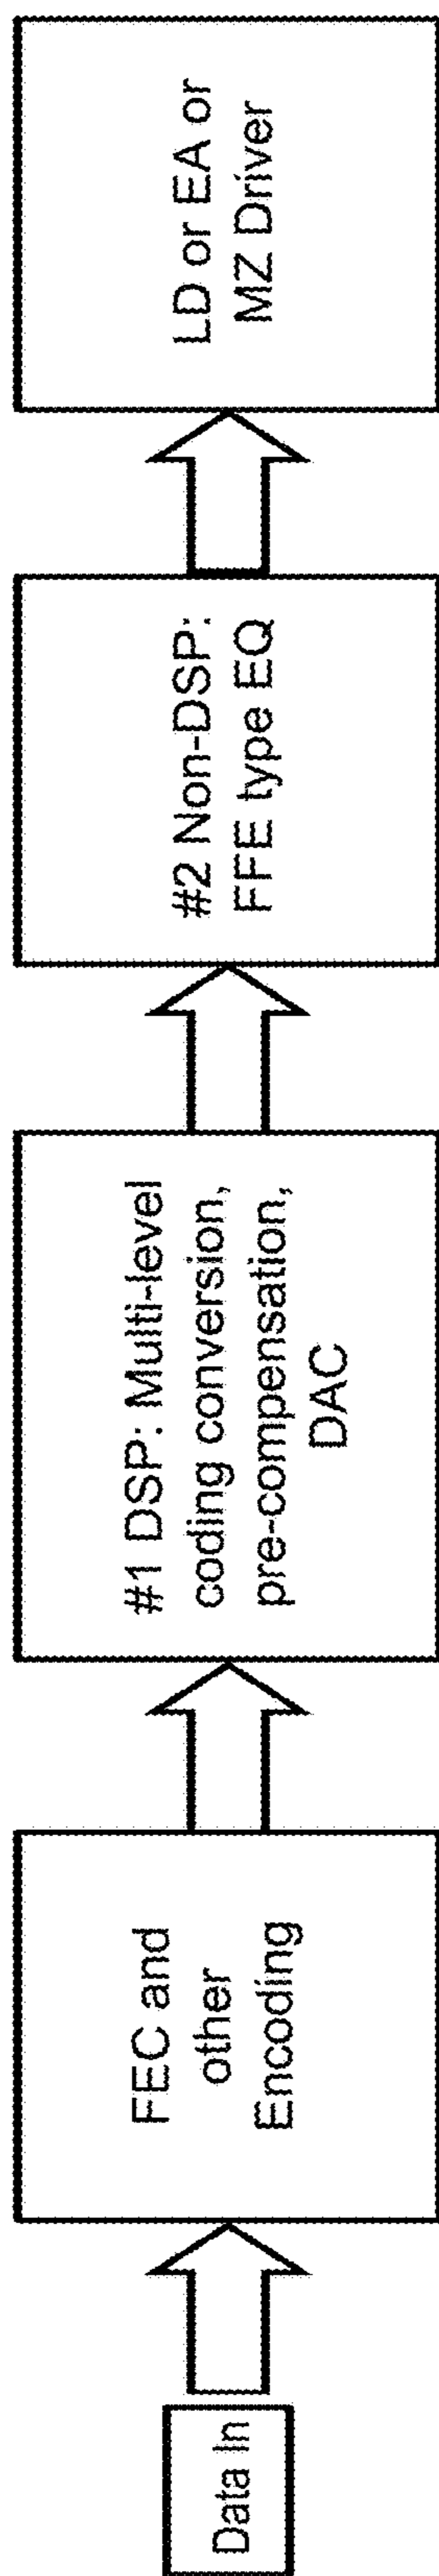 Data In
FEC and
other
Encoding
#1 DSP: Multi-level
coding conversion,
pre-compensation,
DAC
#2 Non-DSP:
FFE type EQ
LD or EA or
MZ Driver